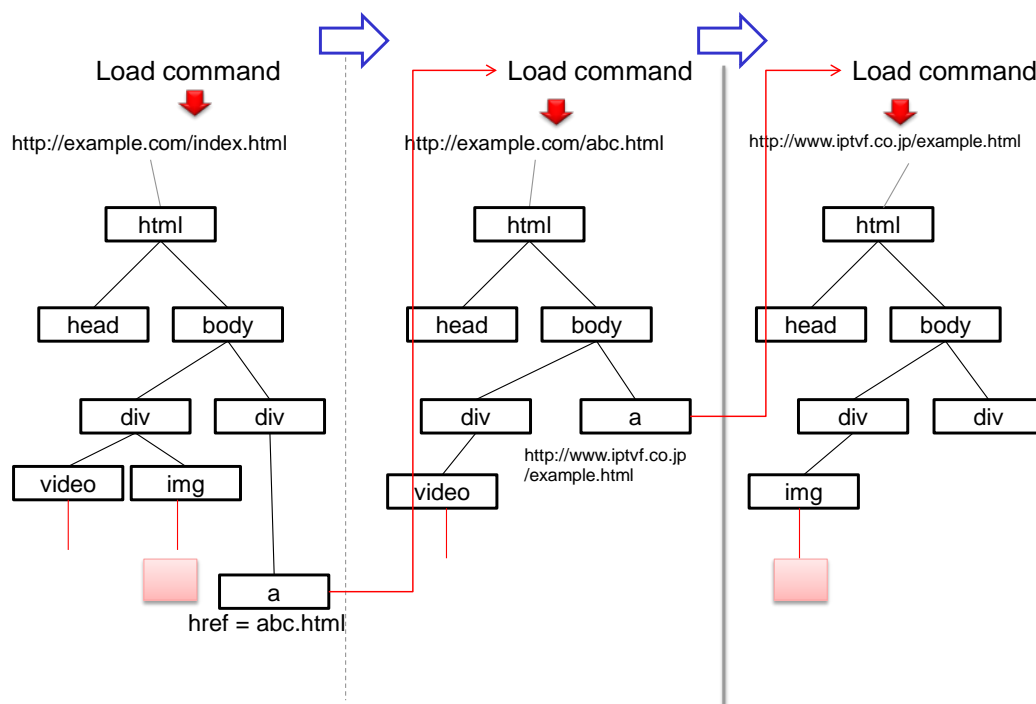 Load command
http://example.com/index.html
html
head
body
div
div
video
img
a
href = abc.html
Load command
http://example.com/abc.html
html
head
body
div
a
http://www.iptvf.co.jp
/example.html
video
Load command
http://www.iptvf.co.jp/example.html
html
head
body
div
div
img